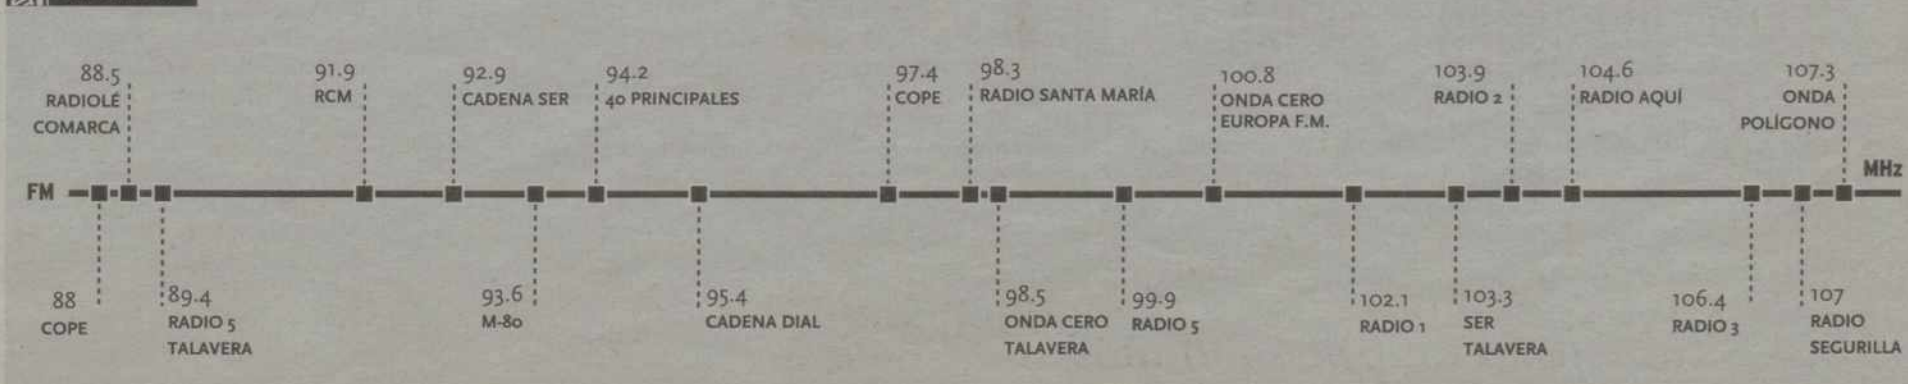 88.5
RADIOLÉ
COMARCA
91.9
RCM
92.9
CADENA SER
94.2
40 PRINCIPALES
97.4
COPE
98.3
RADIO SANTA MARÍA
100.8
ONDA CERO
EUROPA F.M.
103.9
RADIO 2
104.6
RADIO AQUÍ
107.3
ONDA
POLÍGONO
FM
MHz
88
COPE
89.4
RADIO 5
TALAVERA
93.6
M-80
95.4
CADENA DIAL
98.5
ONDA CERO
TALAVERA
99.9
RADIO 5
102.1
RADIO 1
103.3
SER
TALAVERA
106.4
RADIO 3
107
RADIO
SEGURILLA